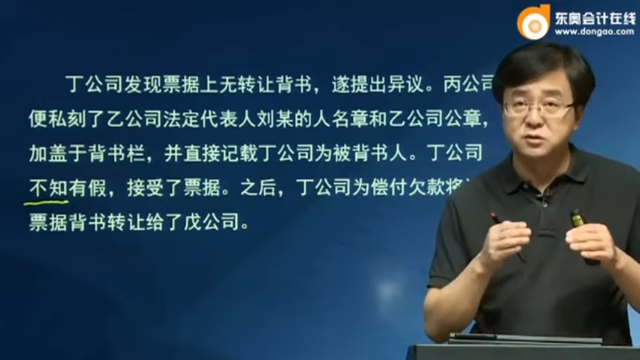 东奥会计在线
www.dongao.com
丁公司发现票据上无转让背书，遂提出异议。丙公司
便私刻了乙公司法定代表人刘某的人名章和乙公司公章，
加盖于背书栏，并直接记载丁公司为被背书人。丁公司
不知有假，接受了票据。之后，丁公司为偿付欠款将
票据背书转让给了戊公司。